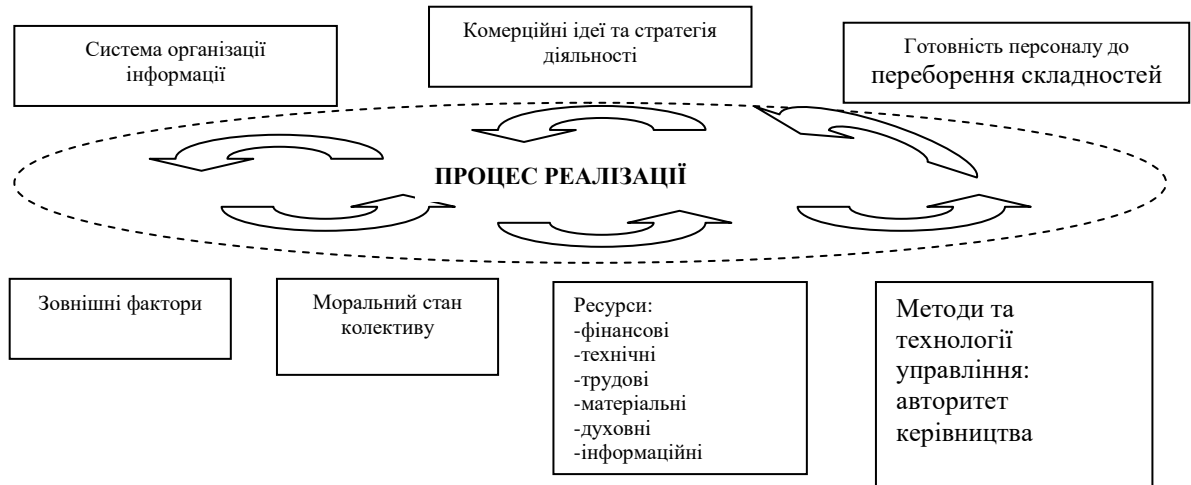 Система організації
інформації
Комерційні ідеї та стратегія
діяльності
Готовність персоналу до
переборення складностей
ПРОЦЕС РЕАЛІЗАЦІЇ
Зовнішні фактори
Моральний стан
колективу
Ресурси:
-фінансові
-технічні
-трудові
-матеріальні
-духовні
-інформаційні
Методи та
технології
управління:
авторитет
керівництва